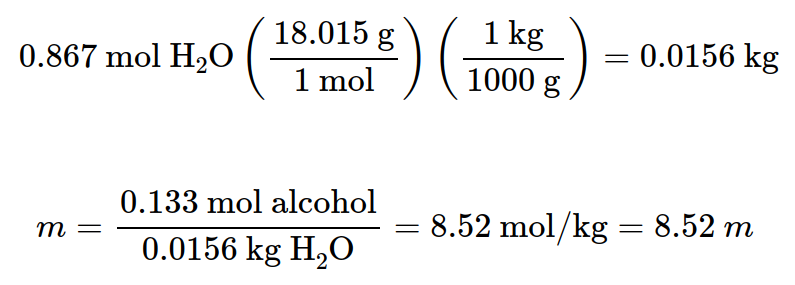 0.867 mol H₂O (18.015 g / 1 mol) (1 kg / 1000 g) = 0.0156 kg
m = 0.133 mol alcohol / 0.0156 kg H₂O = 8.52 mol/kg = 8.52 m